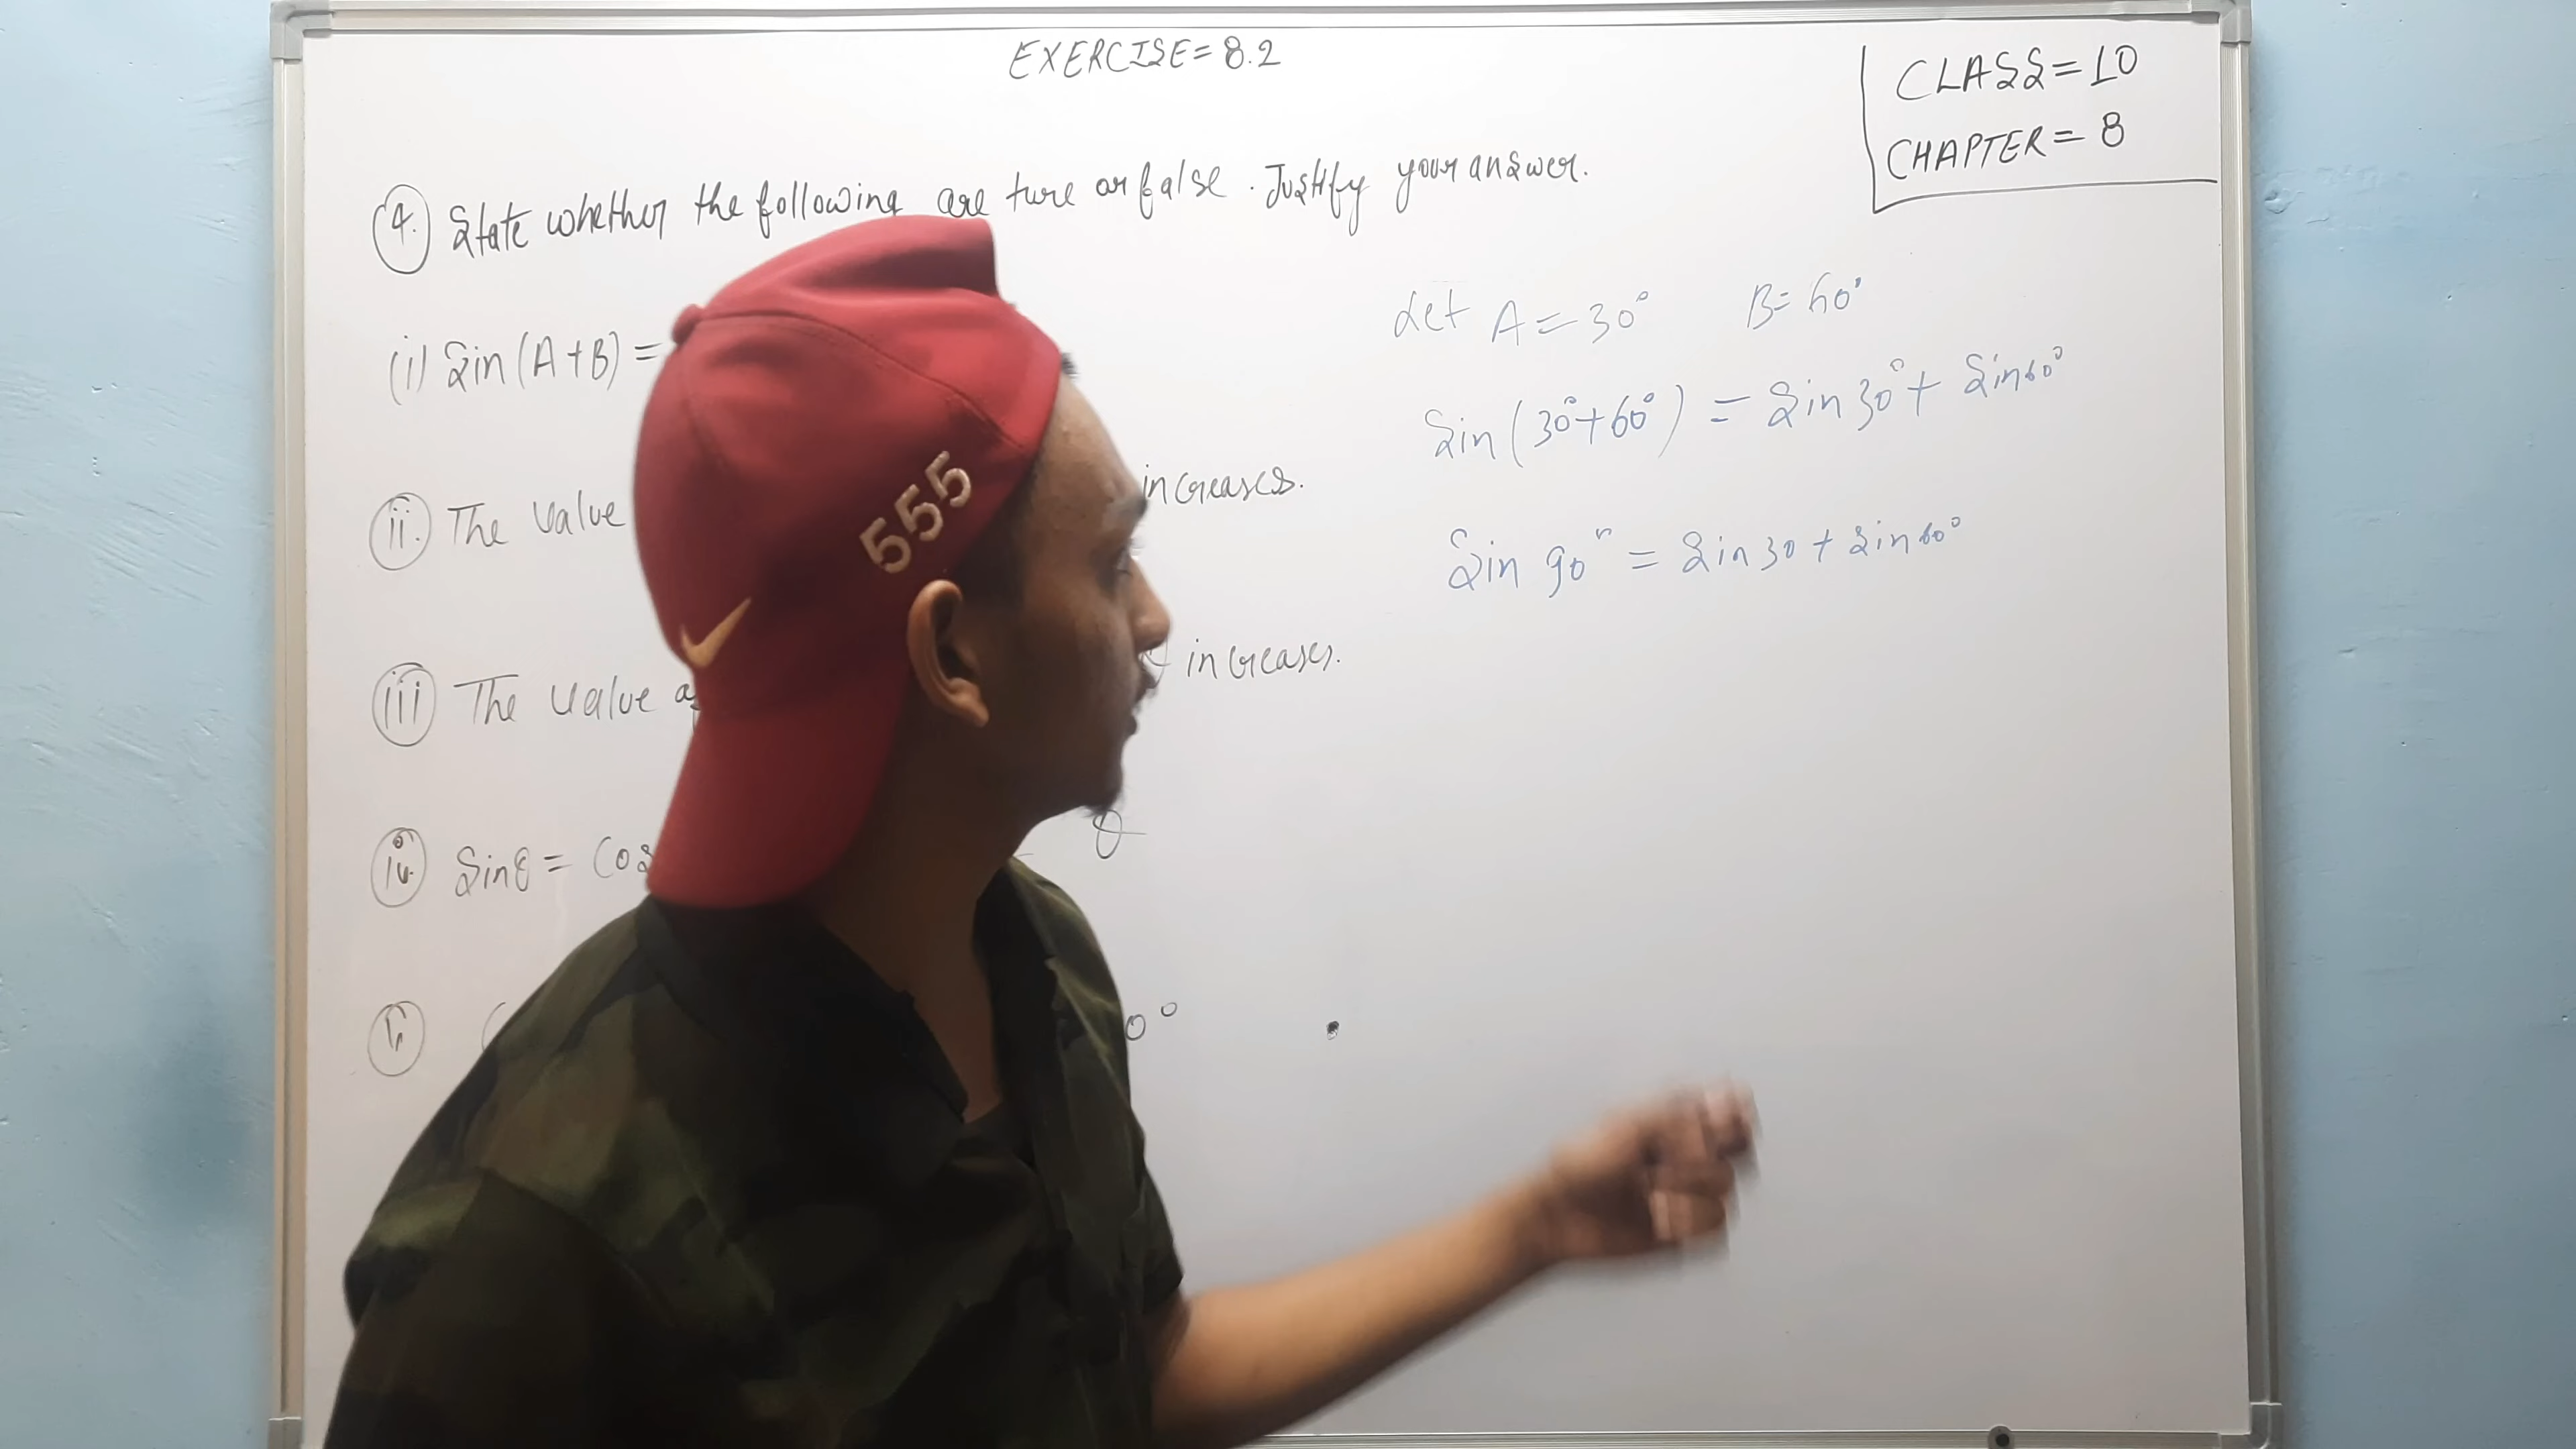 EXERCISE = 8.2
CLASS = 10
CHAPTER = 8
4. State whether the following are ture or false. Justify your answer.
Let A = 30° B = 60°
(i) Sin (A+B) =
Sin (30°+60°) = Sin 30° + Sin 60°
555
ii. The value increases.
Sin 90° = Sin 30 + Sin 60°
iii The value of increases.
iv. Sinθ = Cos θ
0°